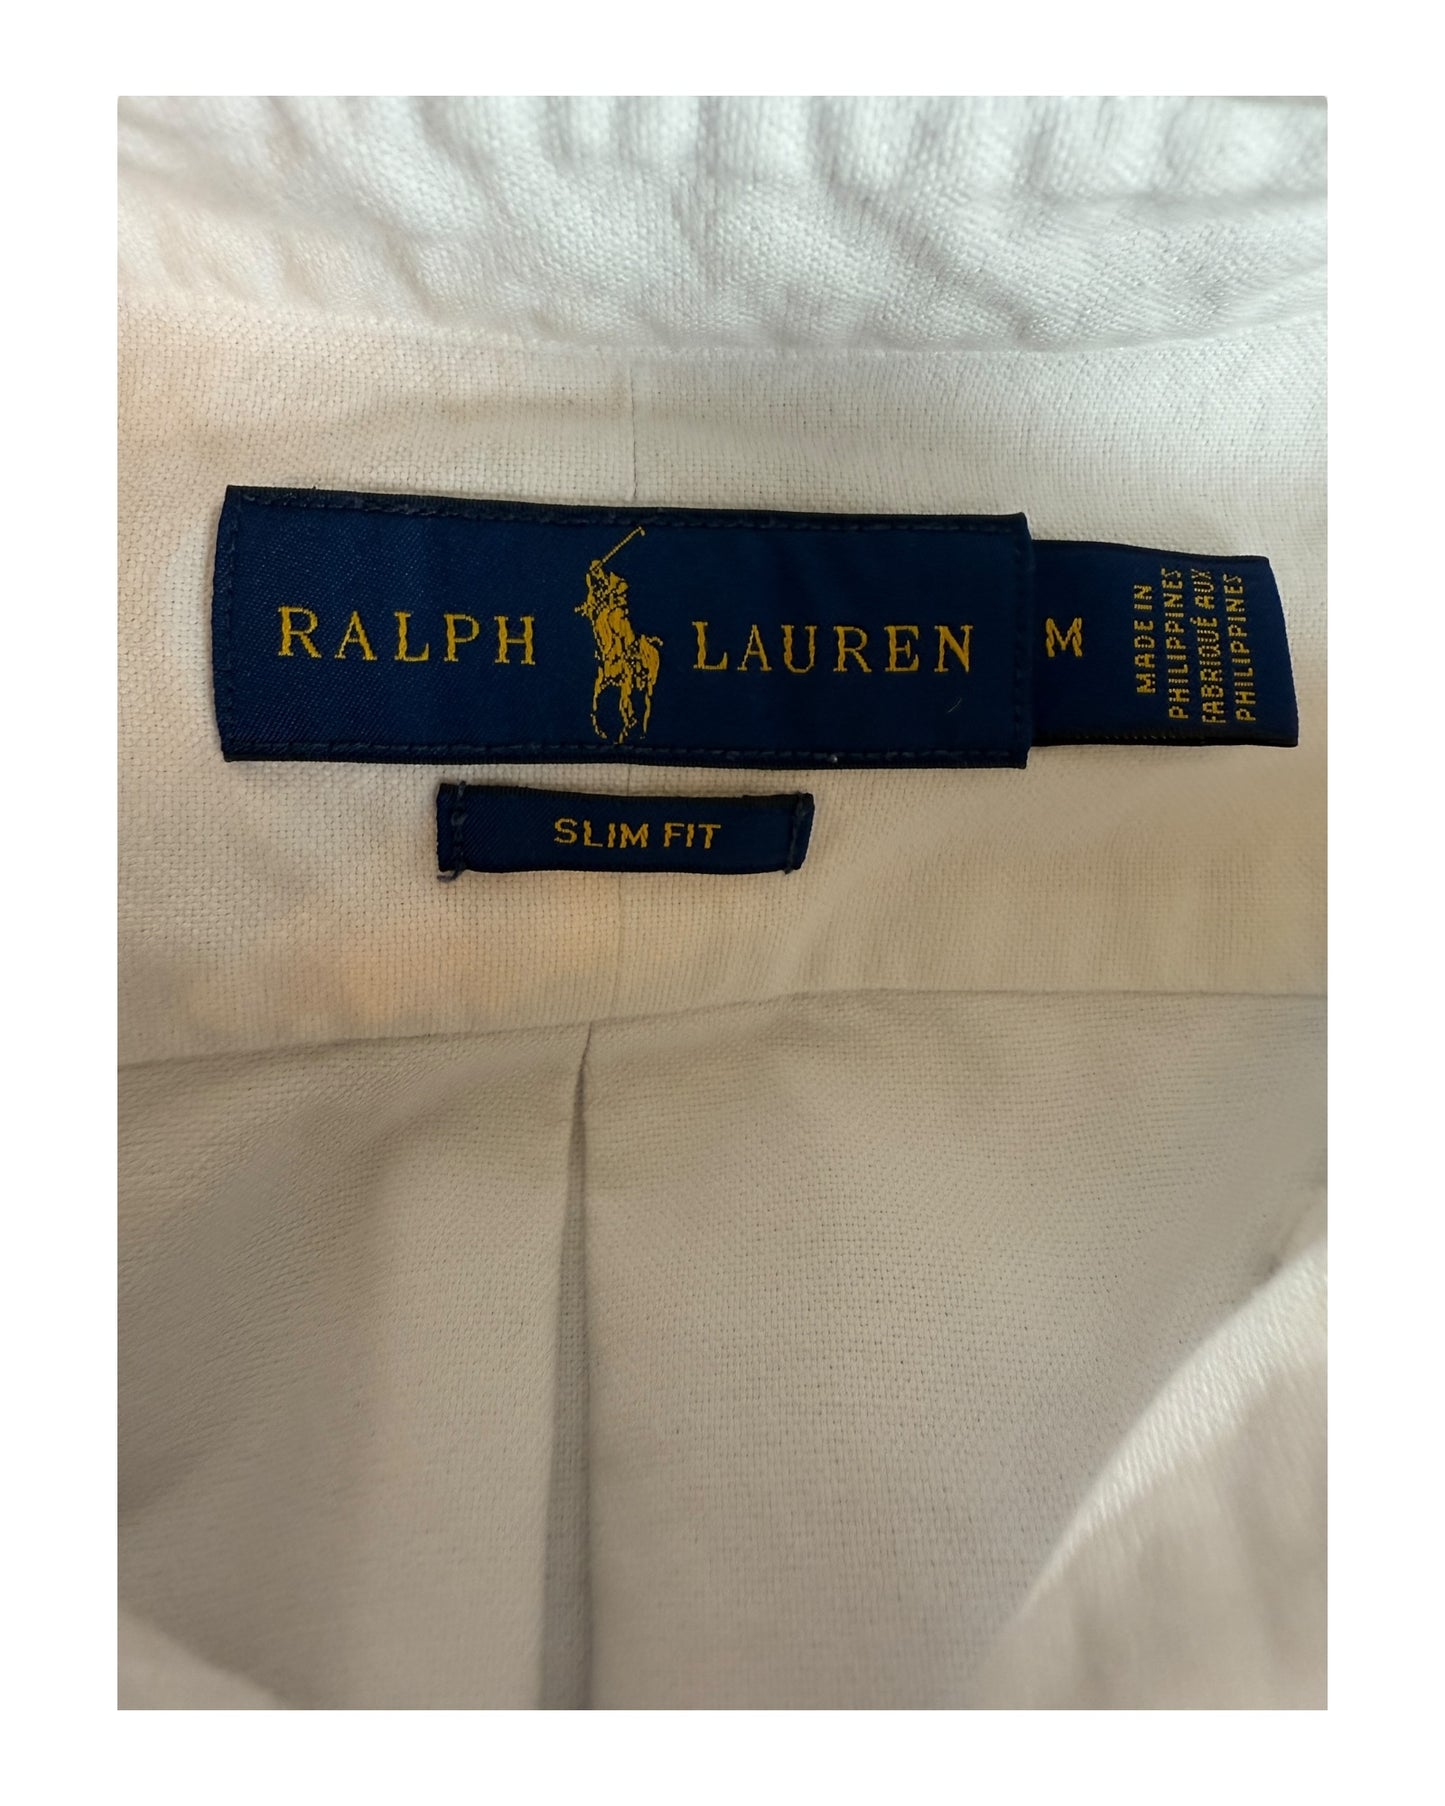 RALPH LAUREN
M
MADE IN
PHILIPPINES
FABRIQUÉ AUX
PHILIPPINES
SLIM FIT